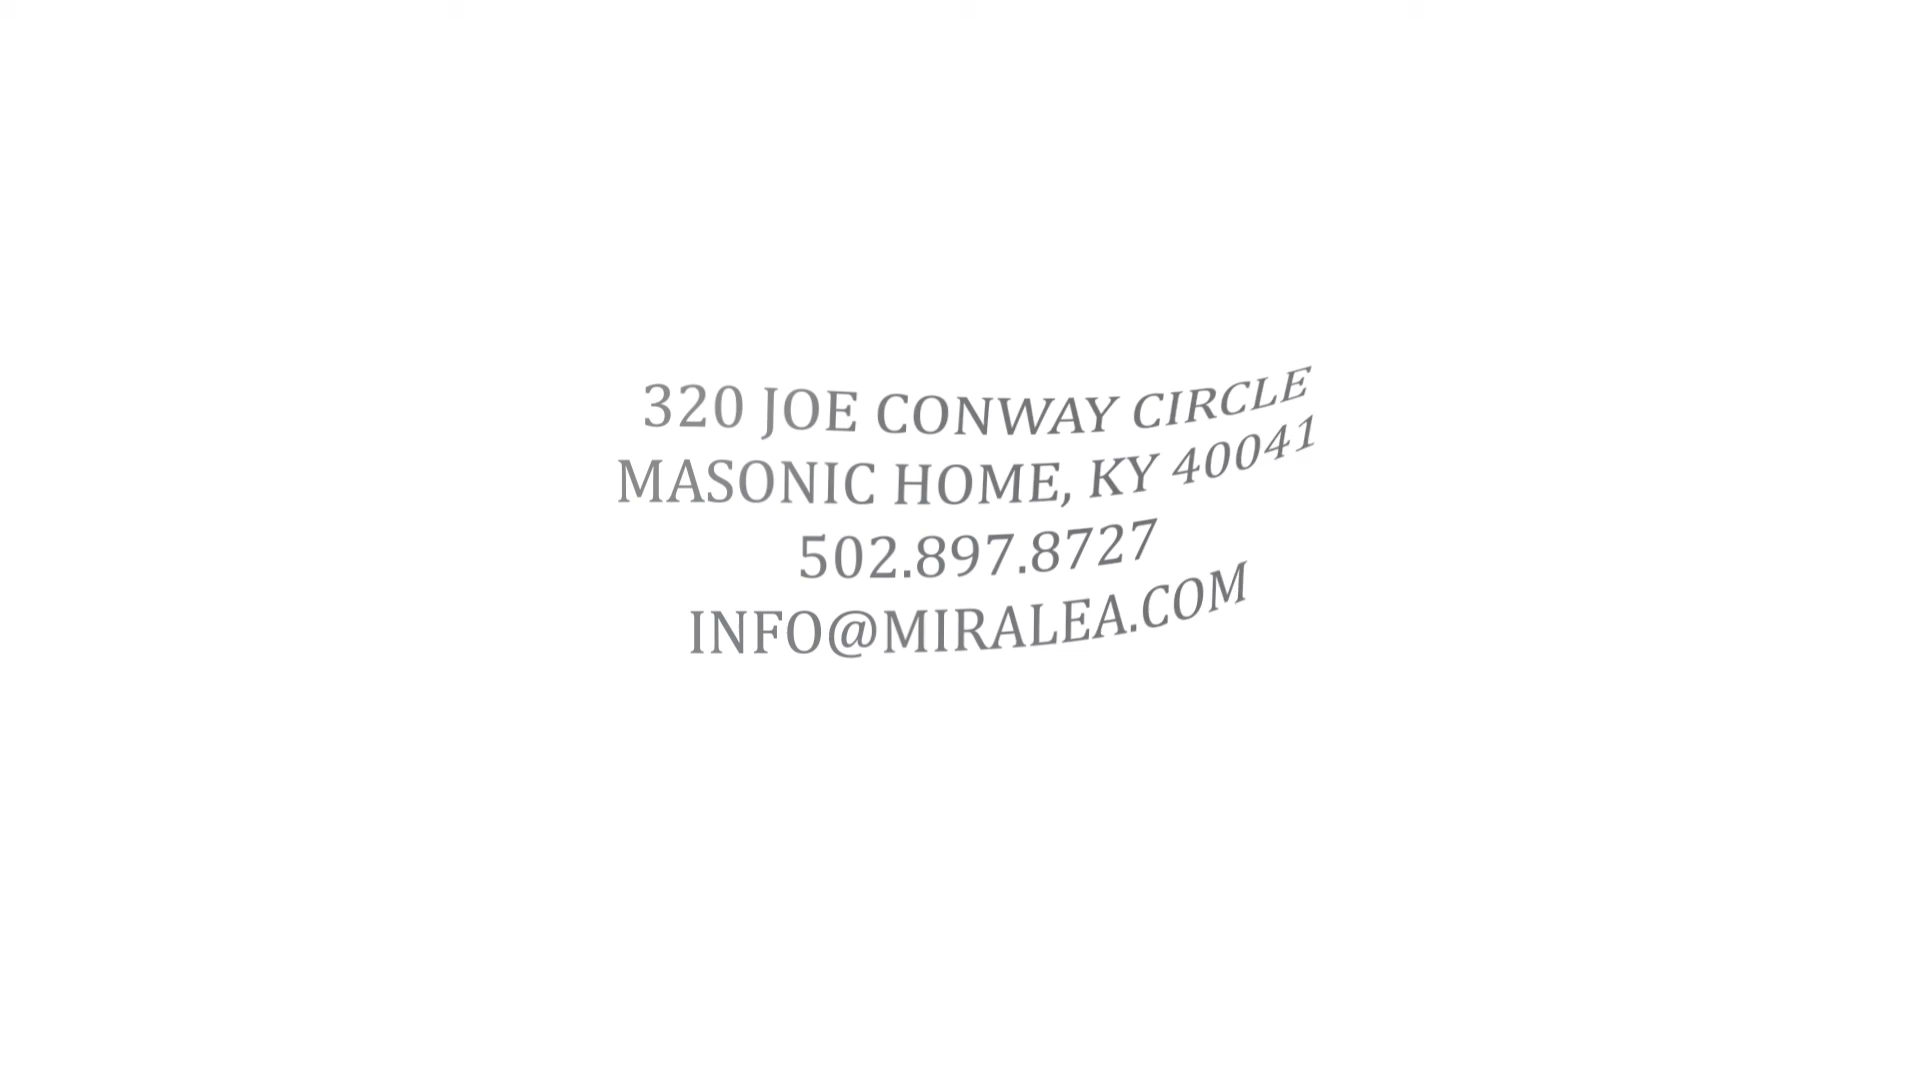 320 JOE CONWAY CIRCLE
MASONIC HOME, KY 40041
502.897.8727
INFO@MIRALEA.COM